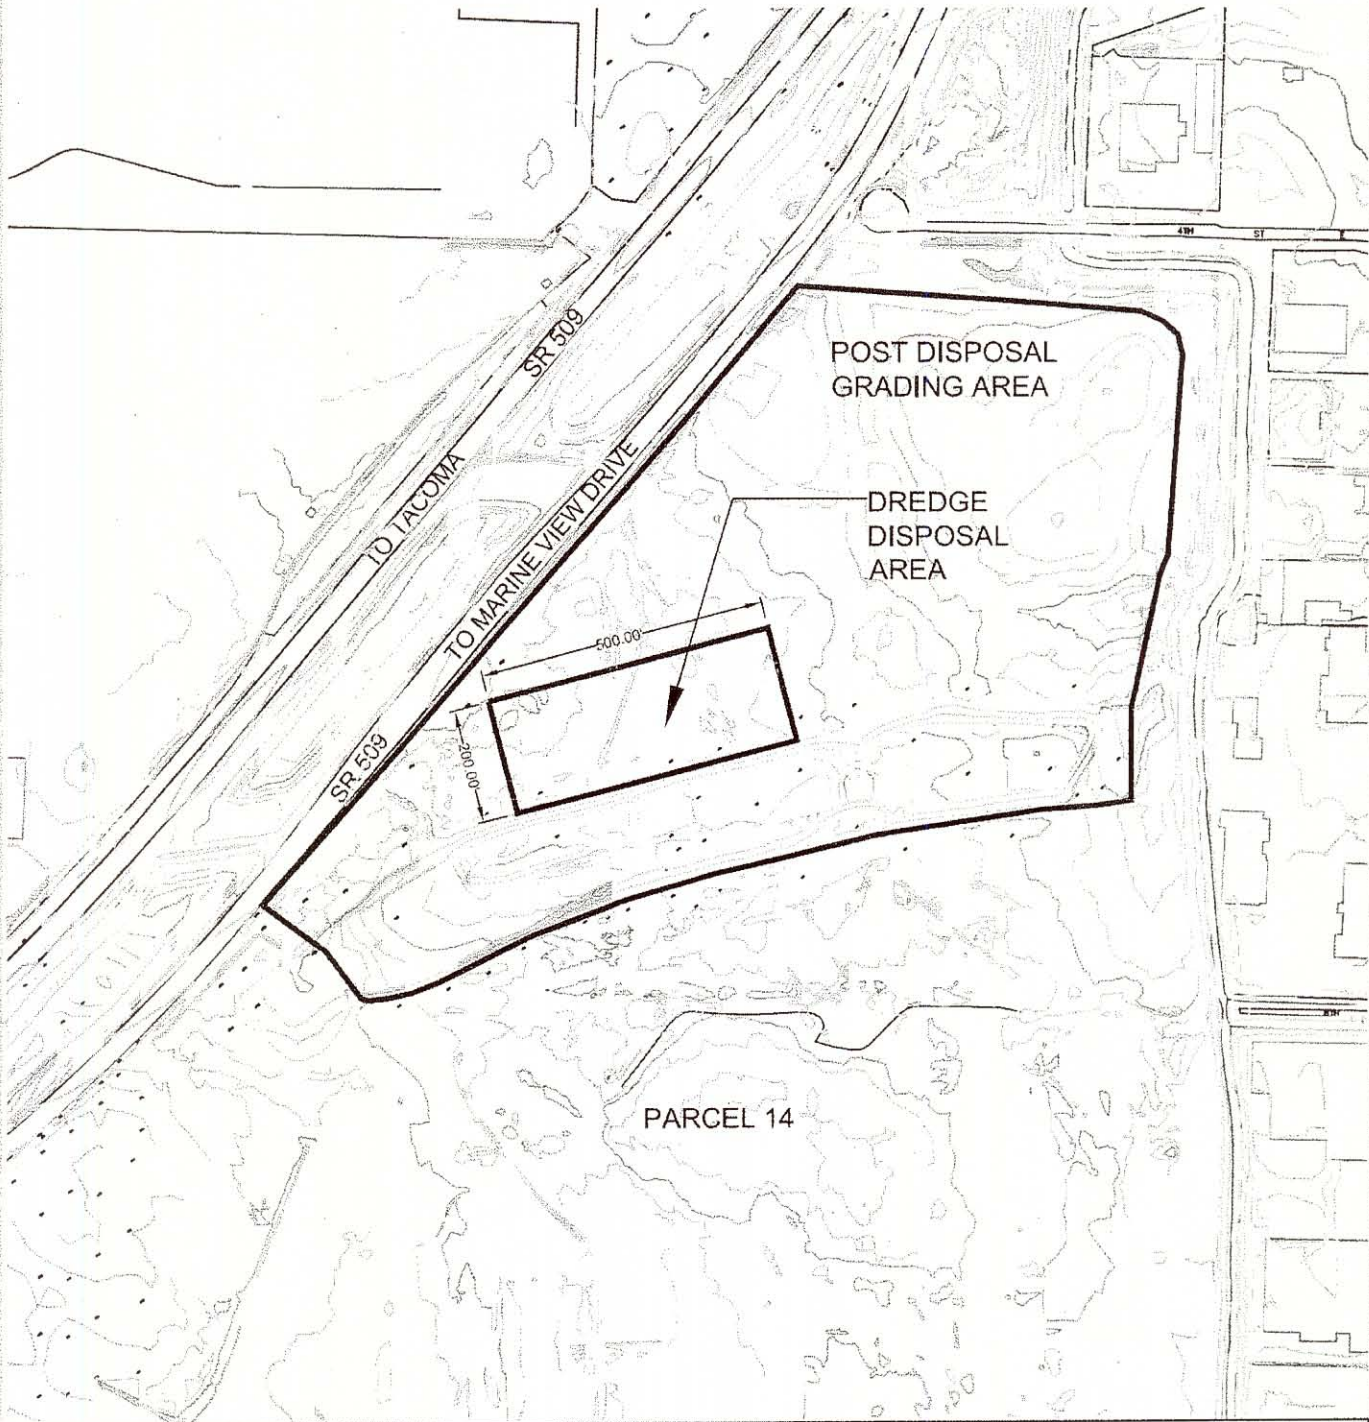 4TH ST E
SR 509
POST DISPOSAL
GRADING AREA
TO TACOMA
TO MARINE VIEW DRIVE
DREDGE
DISPOSAL
AREA
500.00
200.00
SR 509
8TH
PARCEL 14